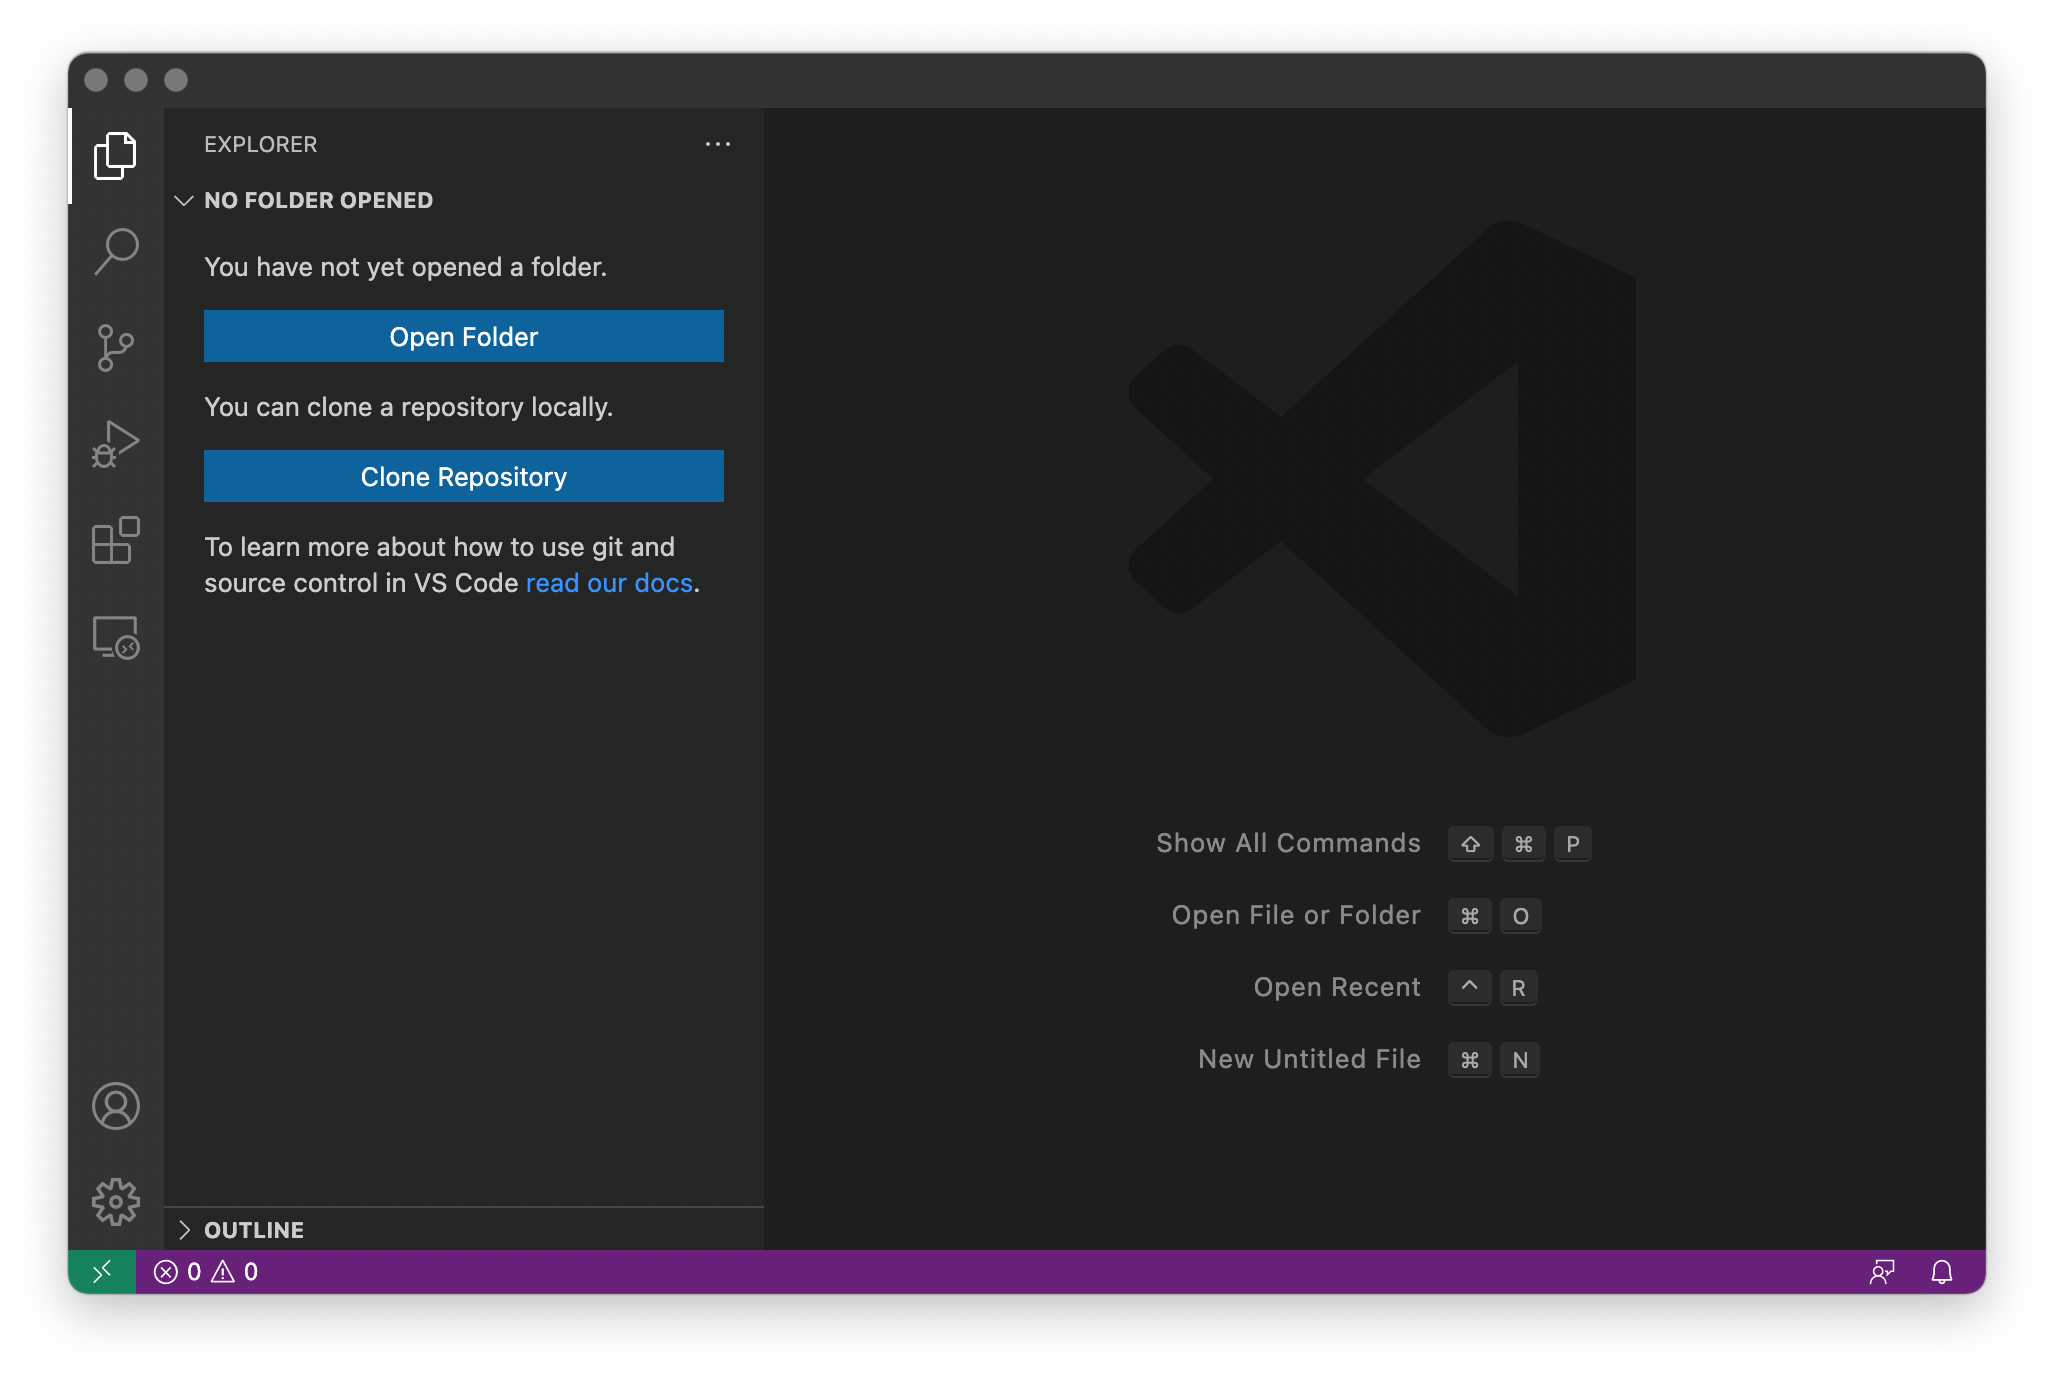 EXPLORER
NO FOLDER OPENED
You have not yet opened a folder.
Open Folder
You can clone a repository locally.
Clone Repository
To learn more about how to use git and
source control in VS Code read our docs.
OUTLINE
Show All Commands ⇧ ⌘ P
Open File or Folder ⌘ O
Open Recent ^ R
New Untitled File ⌘ N
0 0